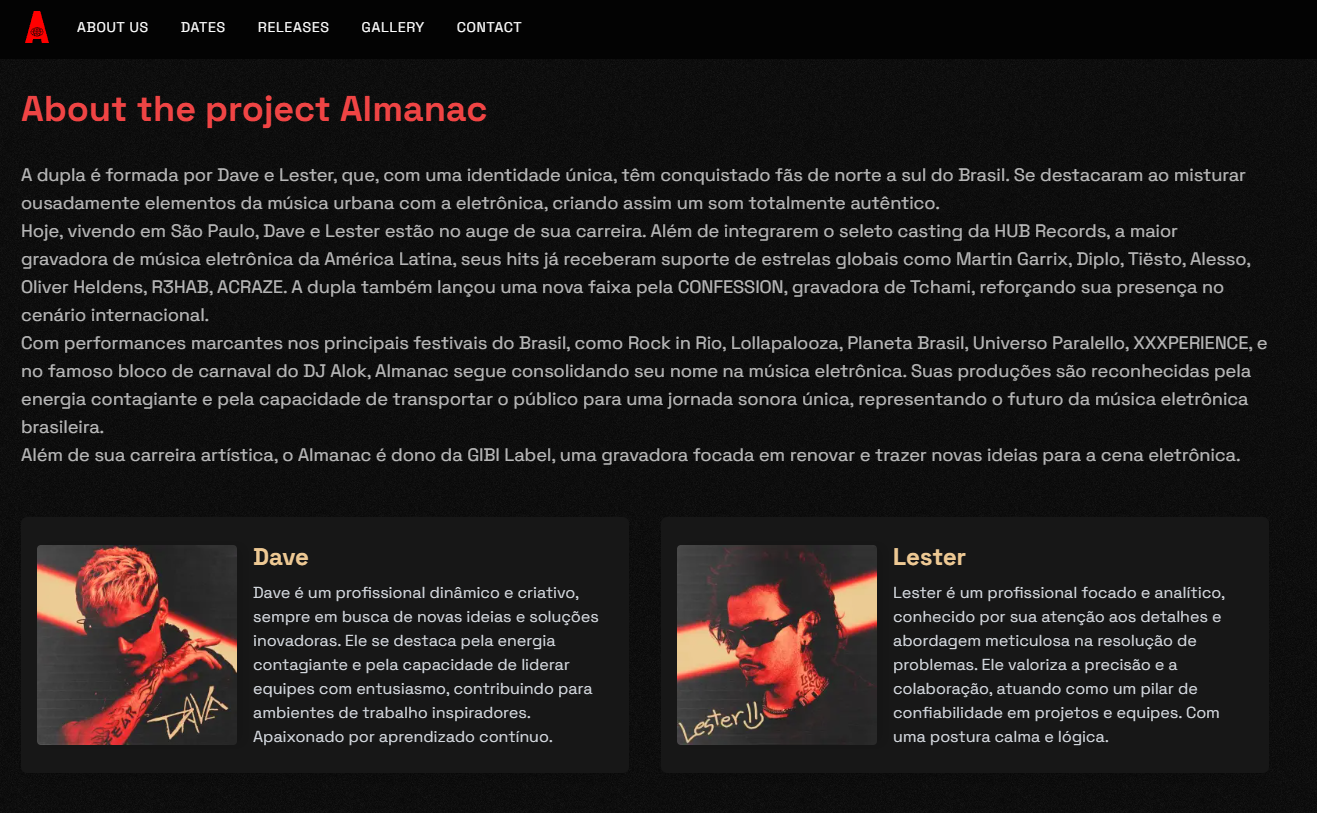 A
ABOUT US
DATES
RELEASES
GALLERY
CONTACT
About the project Almanac
A dupla é formada por Dave e Lester, que, com uma identidade única, têm conquistado fãs de norte a sul do Brasil. Se destacaram ao misturar
ousadamente elementos da música urbana com a eletrônica, criando assim um som totalmente autêntico.
Hoje, vivendo em São Paulo, Dave e Lester estão no auge de sua carreira. Além de integrarem o seleto casting da HUB Records, a maior
gravadora de música eletrônica da América Latina, seus hits já receberam suporte de estrelas globais como Martin Garrix, Diplo, Tiësto, Alesso,
Oliver Heldens, R3HAB, ACRAZE. A dupla também lançou uma nova faixa pela CONFESSION, gravadora de Tchami, reforçando sua presença no
cenário internacional.
Com performances marcantes nos principais festivais do Brasil, como Rock in Rio, Lollapalooza, Planeta Brasil, Universo Paralello, XXXPERIENCE, e
no famoso bloco de carnaval do DJ Alok, Almanac segue consolidando seu nome na música eletrônica. Suas produções são reconhecidas pela
energia contagiante e pela capacidade de transportar o público para uma jornada sonora única, representando o futuro da música eletrônica
brasileira.
Além de sua carreira artística, o Almanac é dono da GIBI Label, uma gravadora focada em renovar e trazer novas ideias para a cena eletrônica.
DAVE
FEAR
Dave
Dave é um profissional dinâmico e criativo,
sempre em busca de novas ideias e soluções
inovadoras. Ele se destaca pela energia
contagiante e pela capacidade de liderar
equipes com entusiasmo, contribuindo para
ambientes de trabalho inspiradores.
Apaixonado por aprendizado contínuo.
Lester!!
Lester
Lester é um profissional focado e analítico,
conhecido por sua atenção aos detalhes e
abordagem meticulosa na resolução de
problemas. Ele valoriza a precisão e a
colaboração, atuando como um pilar de
confiabilidade em projetos e equipes. Com
uma postura calma e lógica.